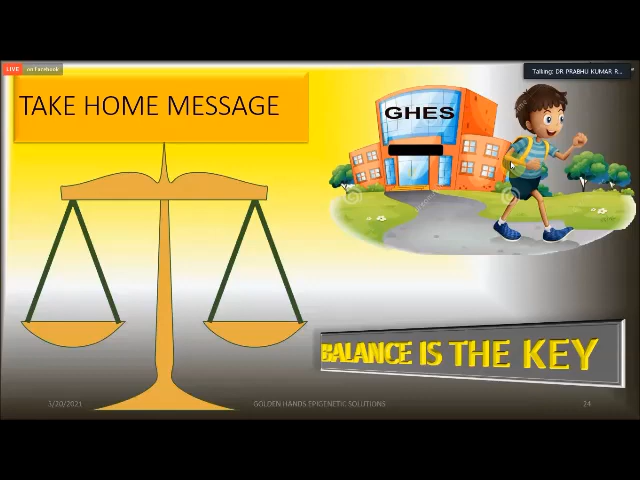 LIVE on Facebook
Talking: DR PRABHU KUMAR R...
TAKE HOME MESSAGE
GHES
BALANCE IS THE KEY
3/20/2021
GOLDEN HANDS EPIGENETIC SOLUTIONS
24